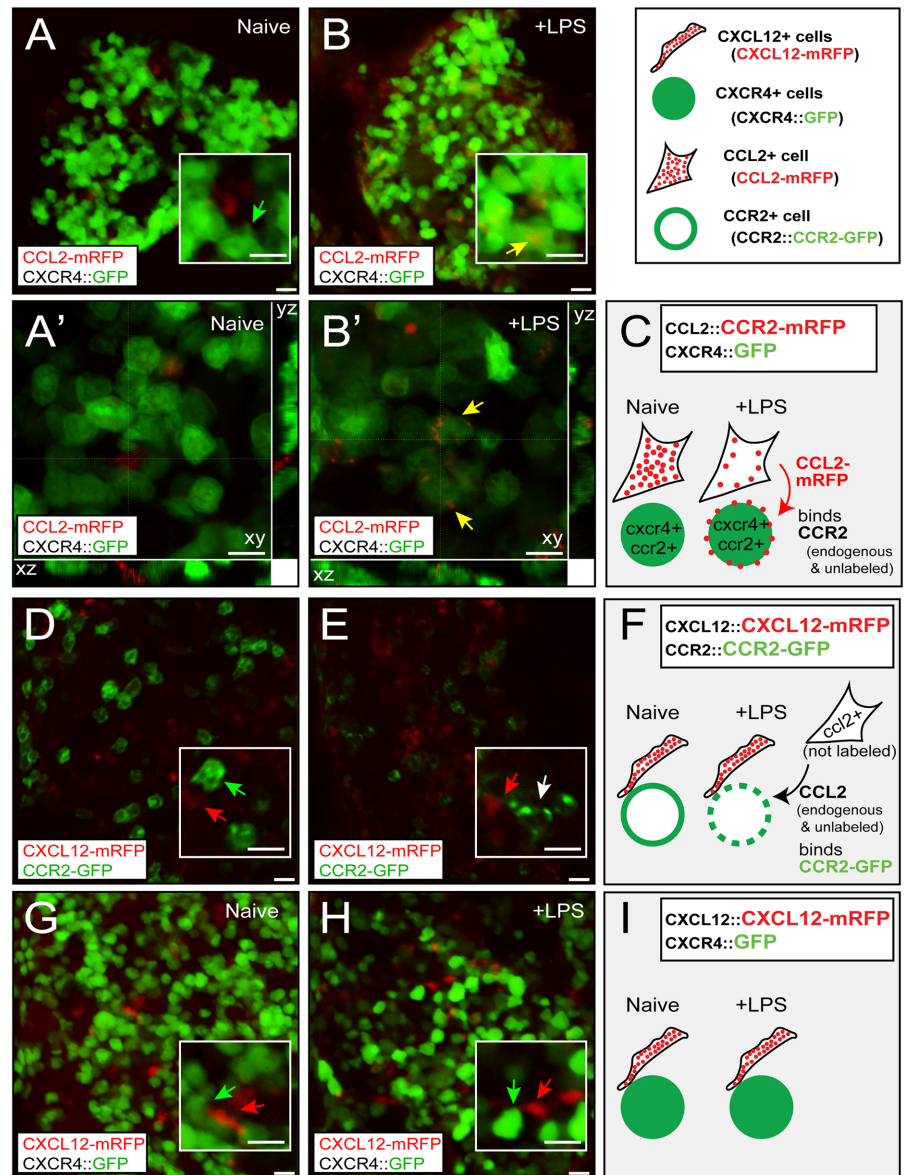 A
Naive
CCL2-mRFP
CXCR4::GFP
B
+LPS
CCL2-mRFP
CXCR4::GFP
CXCL12+ cells
(CXCL12-mRFP)
CXCR4+ cells
(CXCR4::GFP)
CCL2+ cell
(CCL2-mRFP)
CCR2+ cell
(CCR2::CCR2-GFP)
A’
Naive
yz
CCL2-mRFP
CXCR4::GFP
xy
xz
B’
+LPS
yz
CCL2-mRFP
CXCR4::GFP
xy
xz
C
CCL2::CCR2-mRFP
CXCR4::GFP
Naive
+LPS
CCL2-
mRFP
cxcr4+
ccr2+
cxcr4+
ccr2+
binds
CCR2
(endogenous
& unlabeled)
D
CXCL12-mRFP
CCR2-GFP
E
CXCL12-mRFP
CCR2-GFP
F
CXCL12::CXCL12-mRFP
CCR2::CCR2-GFP
Naive
+LPS
ccl2+
(not labeled)
CCL2
(endogenous
& unlabeled)
binds
CCR2-GFP
G
Naive
CXCL12-mRFP
CXCR4::GFP
H
+LPS
CXCL12-mRFP
CXCR4::GFP
I
CXCL12::CXCL12-mRFP
CXCR4::GFP
Naive
+LPS